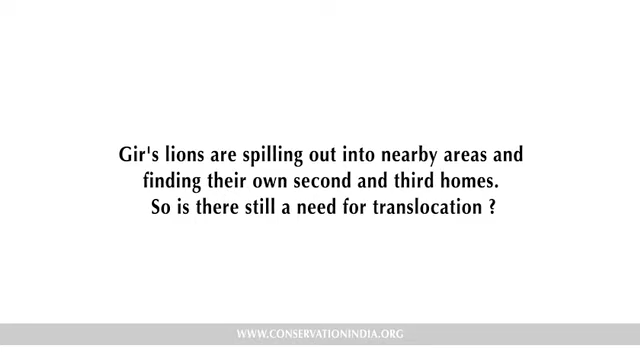 Gir's lions are spilling out into nearby areas and
finding their own second and third homes.
So is there still a need for translocation ?
WWW.CONSERVATIONINDIA.ORG